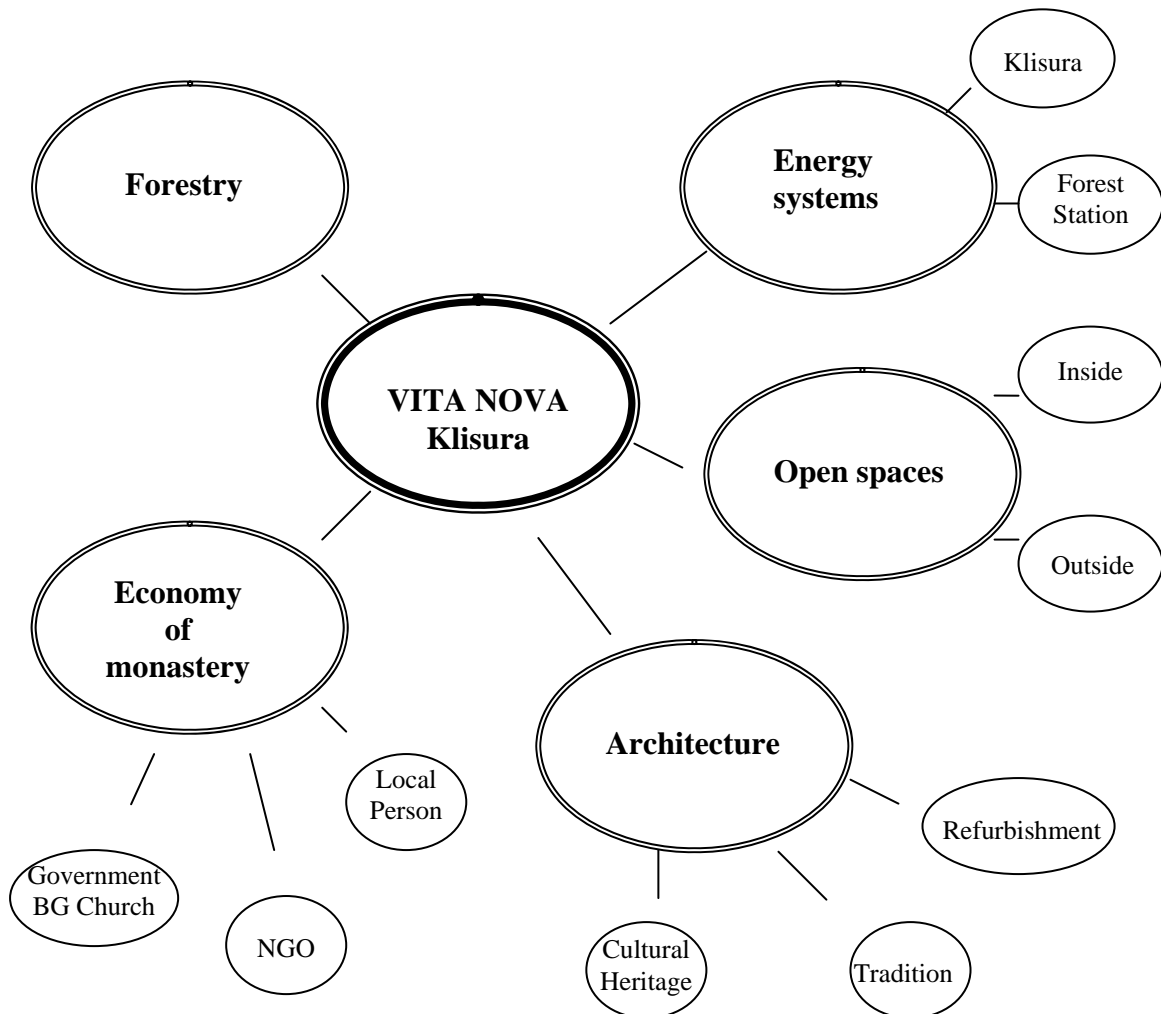 Klisura
Forestry
Energy
systems
Forest
Station
VITA NOVA
Klisura
Inside
Open spaces
Outside
Economy
of
monastery
Architecture
Local
Person
Refurbishment
Government
BG Church
NGO
Cultural
Heritage
Tradition